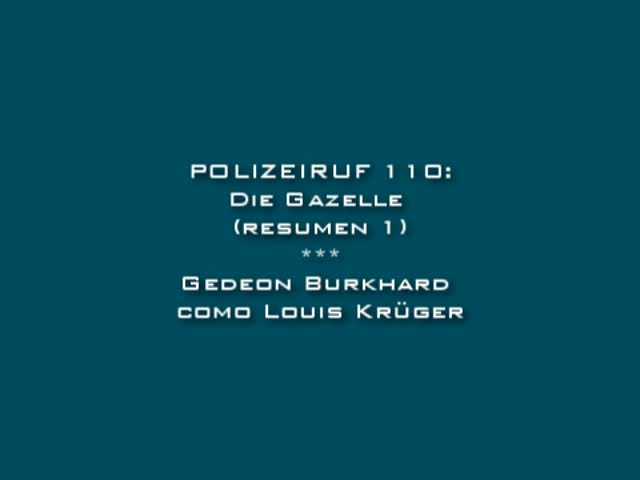 POLIZEIRUF 110:
DIE GAZELLE
(RESUMEN 1)
***
GEDEON BURKHARD
COMO LOUIS KRÜGER